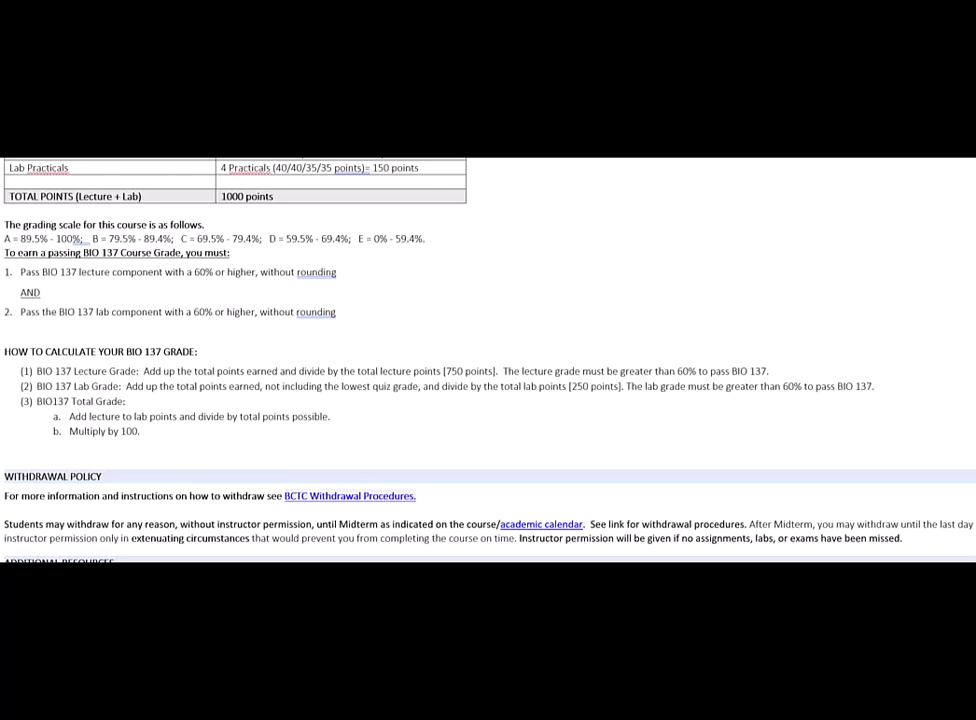 Lab Practicals 4 Practicals (40/40/35/35 points)= 150 points
TOTAL POINTS (Lecture + Lab) 1000 points
The grading scale for this course is as follows.
A = 89.5% - 100%; B = 79.5% - 89.4%; C = 69.5% - 79.4%; D = 59.5% - 69.4%; E = 0% - 59.4%.
To earn a passing BIO 137 Course Grade, you must:
1. Pass BIO 137 lecture component with a 60% or higher, without rounding
AND
2. Pass the BIO 137 lab component with a 60% or higher, without rounding
HOW TO CALCULATE YOUR BIO 137 GRADE:
(1) BIO 137 Lecture Grade: Add up the total points earned and divide by the total lecture points [750 points]. The lecture grade must be greater than 60% to pass BIO 137.
(2) BIO 137 Lab Grade: Add up the total points earned, not including the lowest quiz grade, and divide by the total lab points [250 points]. The lab grade must be greater than 60% to pass BIO 137.
(3) BIO137 Total Grade:
a. Add lecture to lab points and divide by total points possible.
b. Multiply by 100.
WITHDRAWAL POLICY
For more information and instructions on how to withdraw see BCTC Withdrawal Procedures.
Students may withdraw for any reason, without instructor permission, until Midterm as indicated on the course/academic calendar. See link for withdrawal procedures. After Midterm, you may withdraw until the last day
instructor permission only in extenuating circumstances that would prevent you from completing the course on time. Instructor permission will be given if no assignments, labs, or exams have been missed.
ADDITIONAL RESOURCES